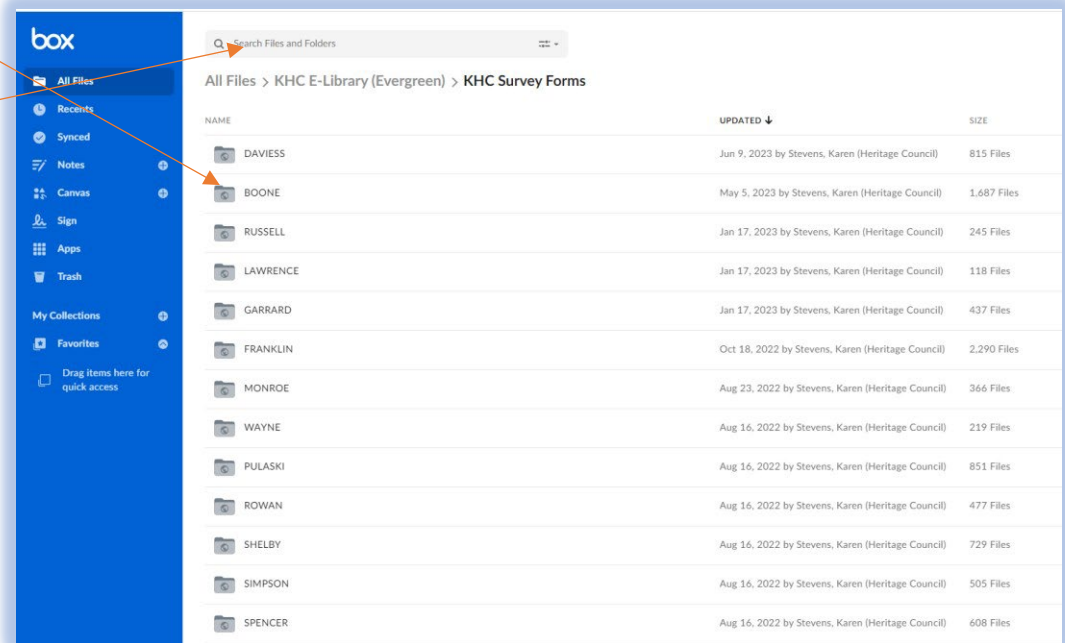 box
All Files
Recents
Synced
Notes
Canvas
Sign
Apps
Trash
My Collections
Favorites
Drag items here for
quick access
Search Files and Folders
All Files > KHC E-Library (Evergreen) > KHC Survey Forms
NAME UPDATED ↓ SIZE
DAVIESS Jun 9, 2023 by Stevens, Karen (Heritage Council) 815 Files
BOONE May 5, 2023 by Stevens, Karen (Heritage Council) 1,687 Files
RUSSELL Jan 17, 2023 by Stevens, Karen (Heritage Council) 245 Files
LAWRENCE Jan 17, 2023 by Stevens, Karen (Heritage Council) 118 Files
GARRARD Jan 17, 2023 by Stevens, Karen (Heritage Council) 437 Files
FRANKLIN Oct 18, 2022 by Stevens, Karen (Heritage Council) 2,290 Files
MONROE Aug 23, 2022 by Stevens, Karen (Heritage Council) 366 Files
WAYNE Aug 16, 2022 by Stevens, Karen (Heritage Council) 219 Files
PULASKI Aug 16, 2022 by Stevens, Karen (Heritage Council) 851 Files
ROWAN Aug 16, 2022 by Stevens, Karen (Heritage Council) 477 Files
SHELBY Aug 16, 2022 by Stevens, Karen (Heritage Council) 729 Files
SIMPSON Aug 16, 2022 by Stevens, Karen (Heritage Council) 505 Files
SPENCER Aug 16, 2022 by Stevens, Karen (Heritage Council) 608 Files